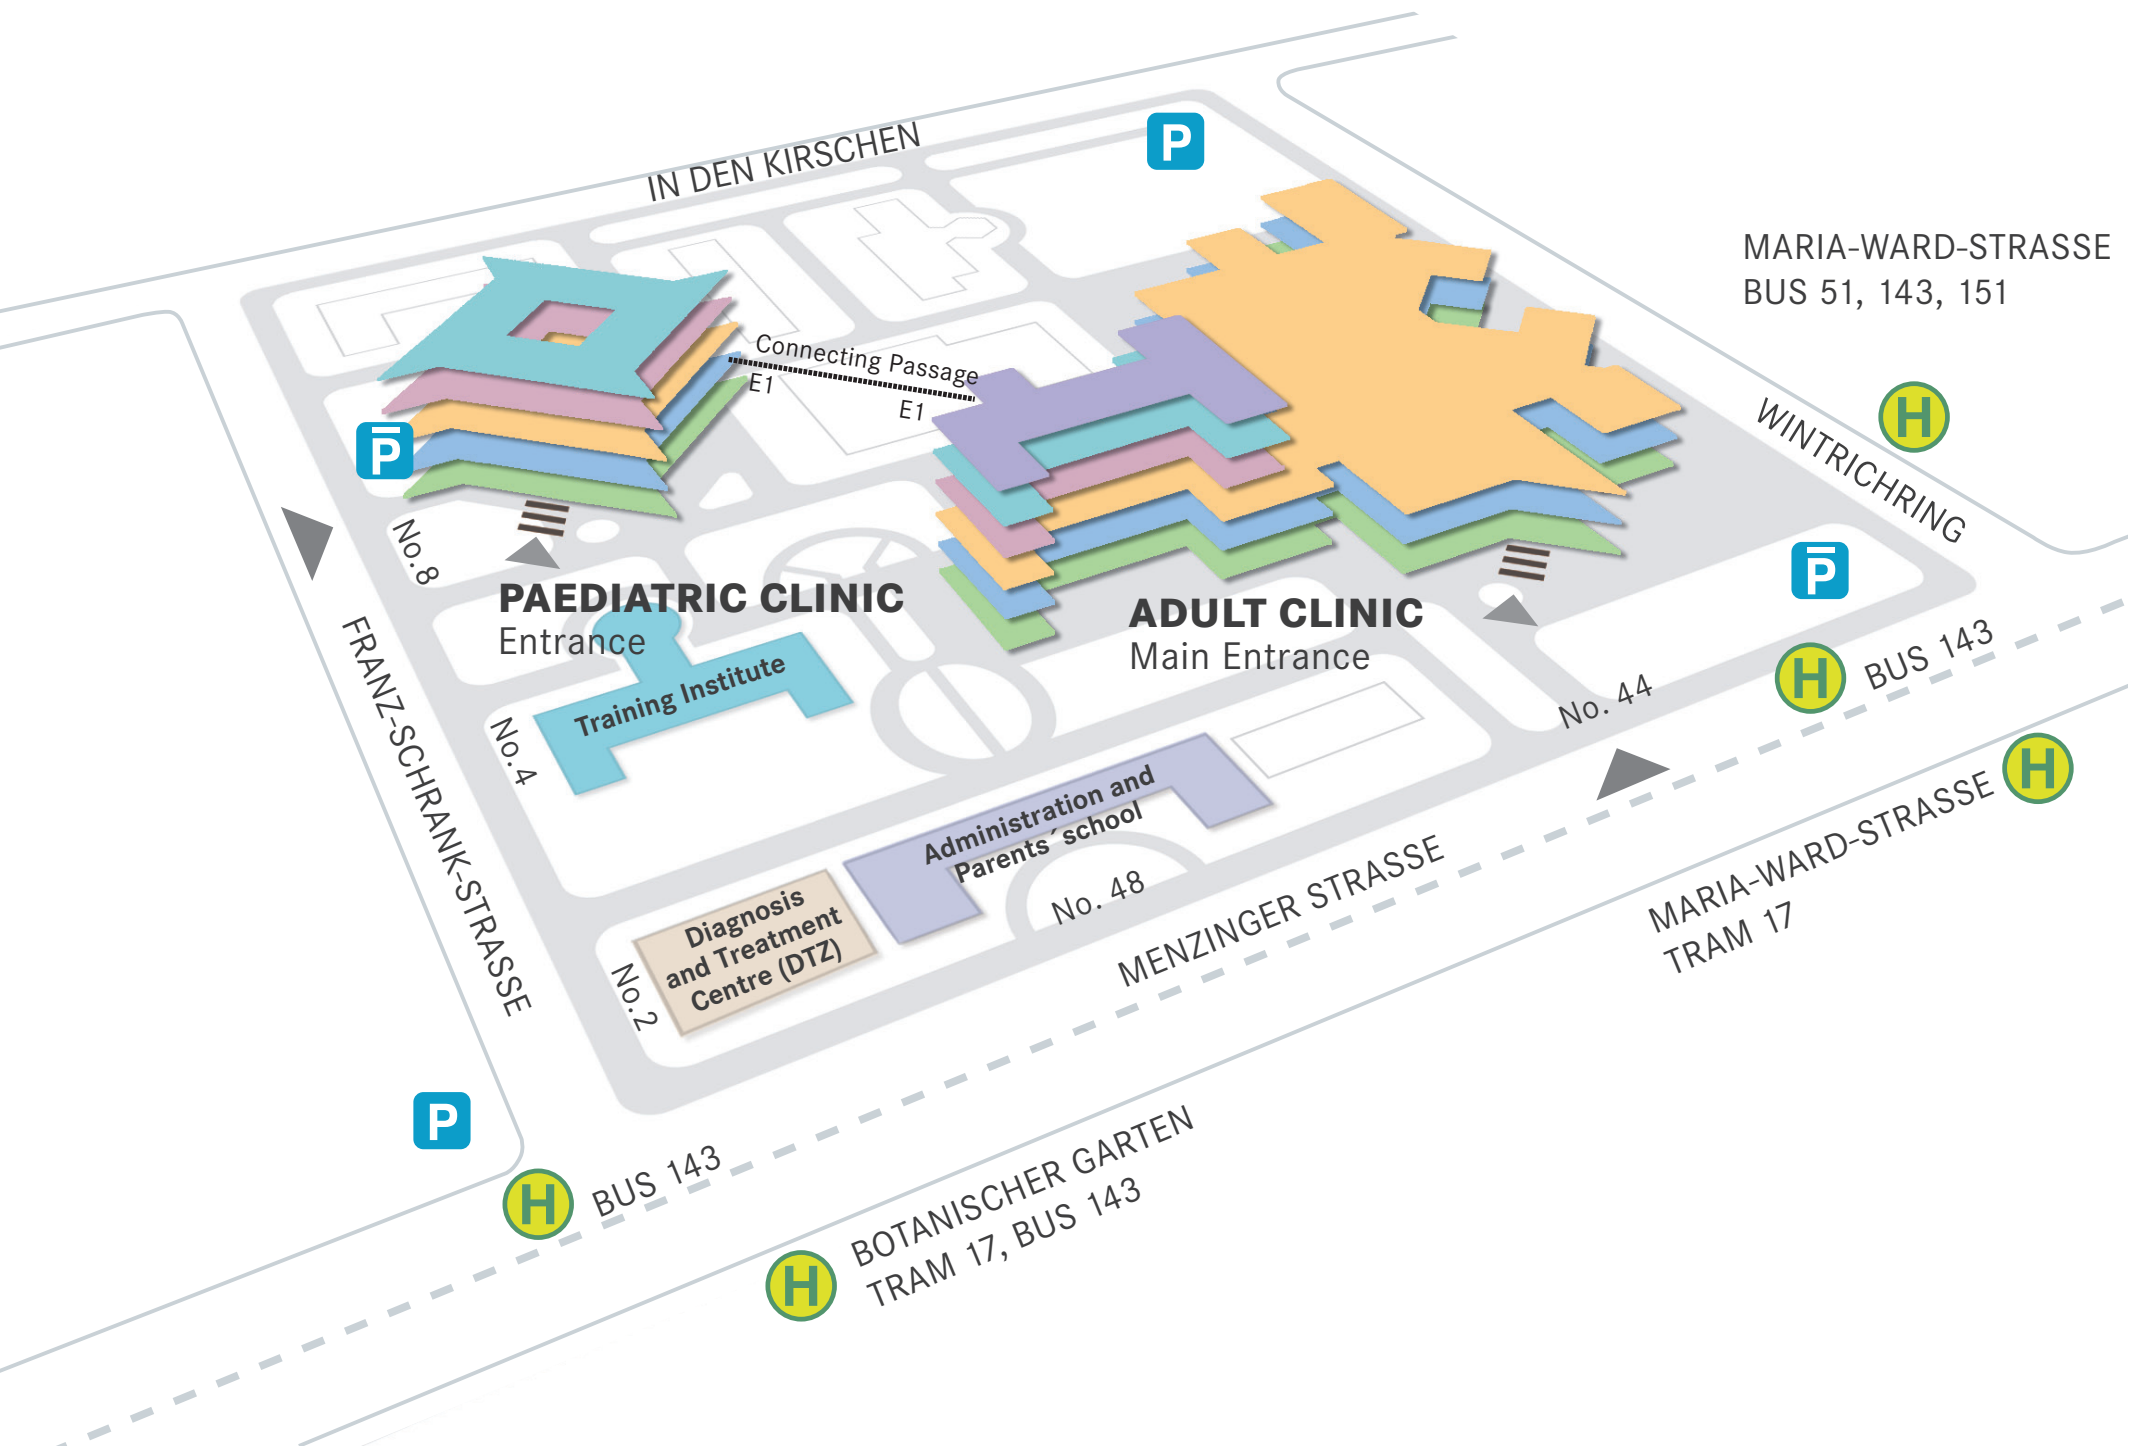 IN DEN KIRSCHEN
P
MARIA-WARD-STRASSE
BUS 51, 143, 151
H
WINTRICHRING
Connecting Passage
E1
E1
P
No.8
PAEDIATRIC CLINIC
Entrance
ADULT CLINIC
Main Entrance
P
H
BUS 143
No. 44
FRANZ-SCHRANK-STRASSE
Training Institute
No.4
Administration and
Parents´school
No. 48
MENZINGER STRASSE
H
MARIA-WARD-STRASSE
TRAM 17
Diagnosis
and Treatment
Centre (DTZ)
No.2
P
H
BUS 143
H
BOTANISCHER GARTEN
TRAM 17, BUS 143